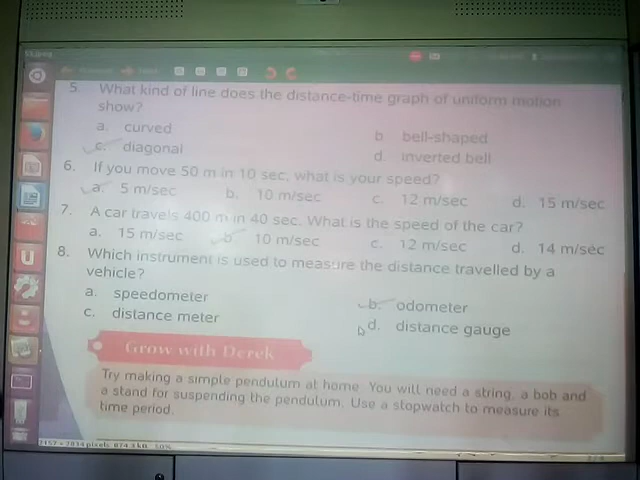 5. What kind of line does the distance-time graph of uniform motion
show?
a. curved
b bell-shaped
c. diagonal
d. inverted bell
6. If you move 50 m in 10 sec, what is your speed?
a. 5 m/sec b. 10 m/sec c. 12 m/sec d. 15 m/sec
7. A car travels 400 m in 40 sec. What is the speed of the car?
a. 15 m/sec b. 10 m/sec c. 12 m/sec d. 14 m/sec
8. Which instrument is used to measure the distance travelled by a
vehicle?
a. speedometer b. odometer
c. distance meter d. distance gauge
Grow with Derek
Try making a simple pendulum at home. You will need a string, a bob and
a stand for suspending the pendulum. Use a stopwatch to measure its
time period.